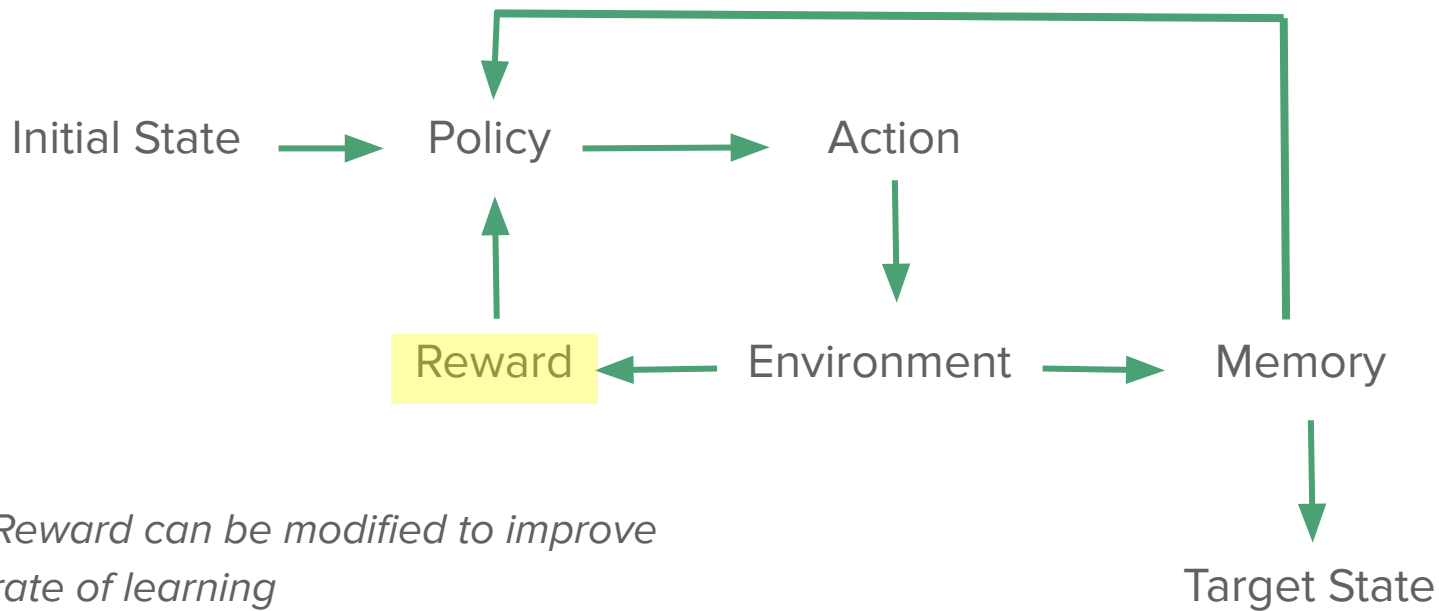 Initial State
Policy
Action
Reward
Environment
Memory
Reward can be modified to improve
rate of learning
Target State